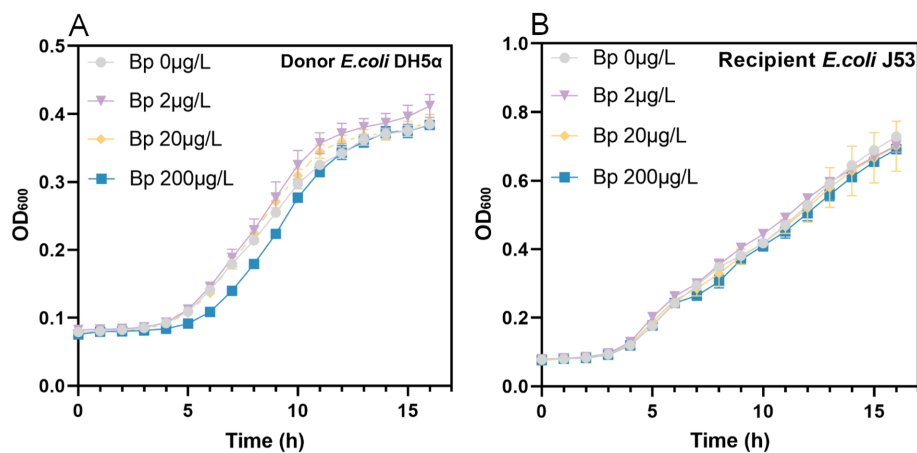 A
Donor E.coli DH5α
Bp 0μg/L
Bp 2μg/L
Bp 20μg/L
Bp 200μg/L
OD600
0.5
0.4
0.3
0.2
0.1
0.0
0 5 10 15
Time (h)
B
Recipient E.coli J53
Bp 0μg/L
Bp 2μg/L
Bp 20μg/L
Bp 200μg/L
OD600
1.0
0.8
0.6
0.4
0.2
0.0
0 5 10 15
Time (h)